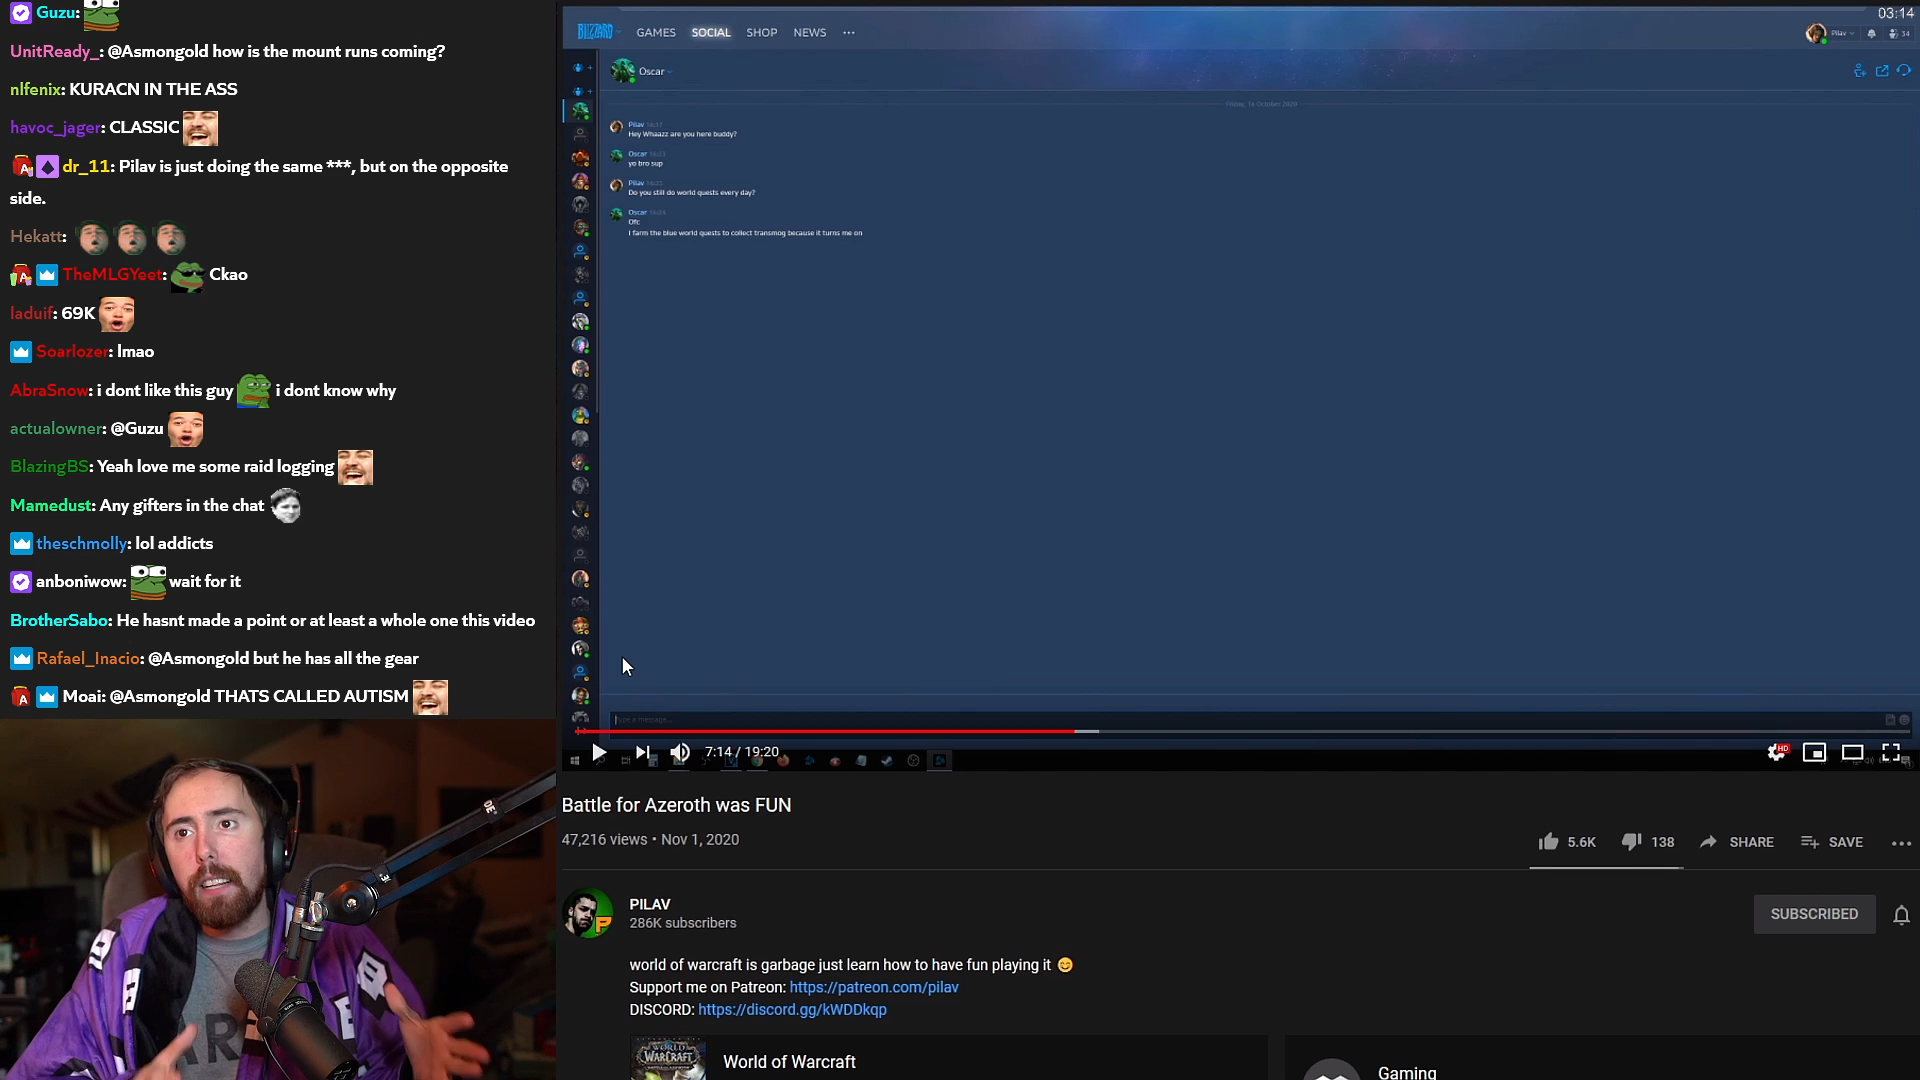 Guzu:
UnitReady_: @Asmongold how is the mount runs coming?
nlfenix: KURACN IN THE ASS
havoc_jager: CLASSIC
dr_11: Pilav is just doing the same ***, but on the opposite
side.
Hekatt:
TheMLGYeet: Ckao
laduif: 69K
Soarlozer: lmao
AbraSnow: i dont like this guy i dont know why
actualowner: @Guzu
BlazingBS: Yeah love me some raid logging
Mamedust: Any gifters in the chat
theschmolly: lol addicts
anboniwow: wait for it
BrotherSabo: He hasnt made a point or at least a whole one this video
Rafael_Inacio: @Asmongold but he has all the gear
Moai: @Asmongold THATS CALLED AUTISM
03:14
BLIZZARD GAMES SOCIAL SHOP NEWS
Pilav 34
Oscar
Friday, 16 October 2020
Pilav 16:17
Hey Whaazz are you here buddy?
Oscar 16:23
yo bro sup
Pilav 16:23
Do you still do world quests every day?
Oscar 16:24
Ofc
I farm the blue world quests to collect transmog because it turns me on
Type a message...
7:14 / 19:20
HD
Battle for Azeroth was FUN
47,216 views • Nov 1, 2020
5.6K 138 SHARE SAVE
PILAV
286K subscribers
SUBSCRIBED
world of warcraft is garbage just learn how to have fun playing it
Support me on Patreon: https://patreon.com/pilav
DISCORD: https://discord.gg/kWDDkqp
WORLD
WARCRAFT
World of Warcraft
Gaming